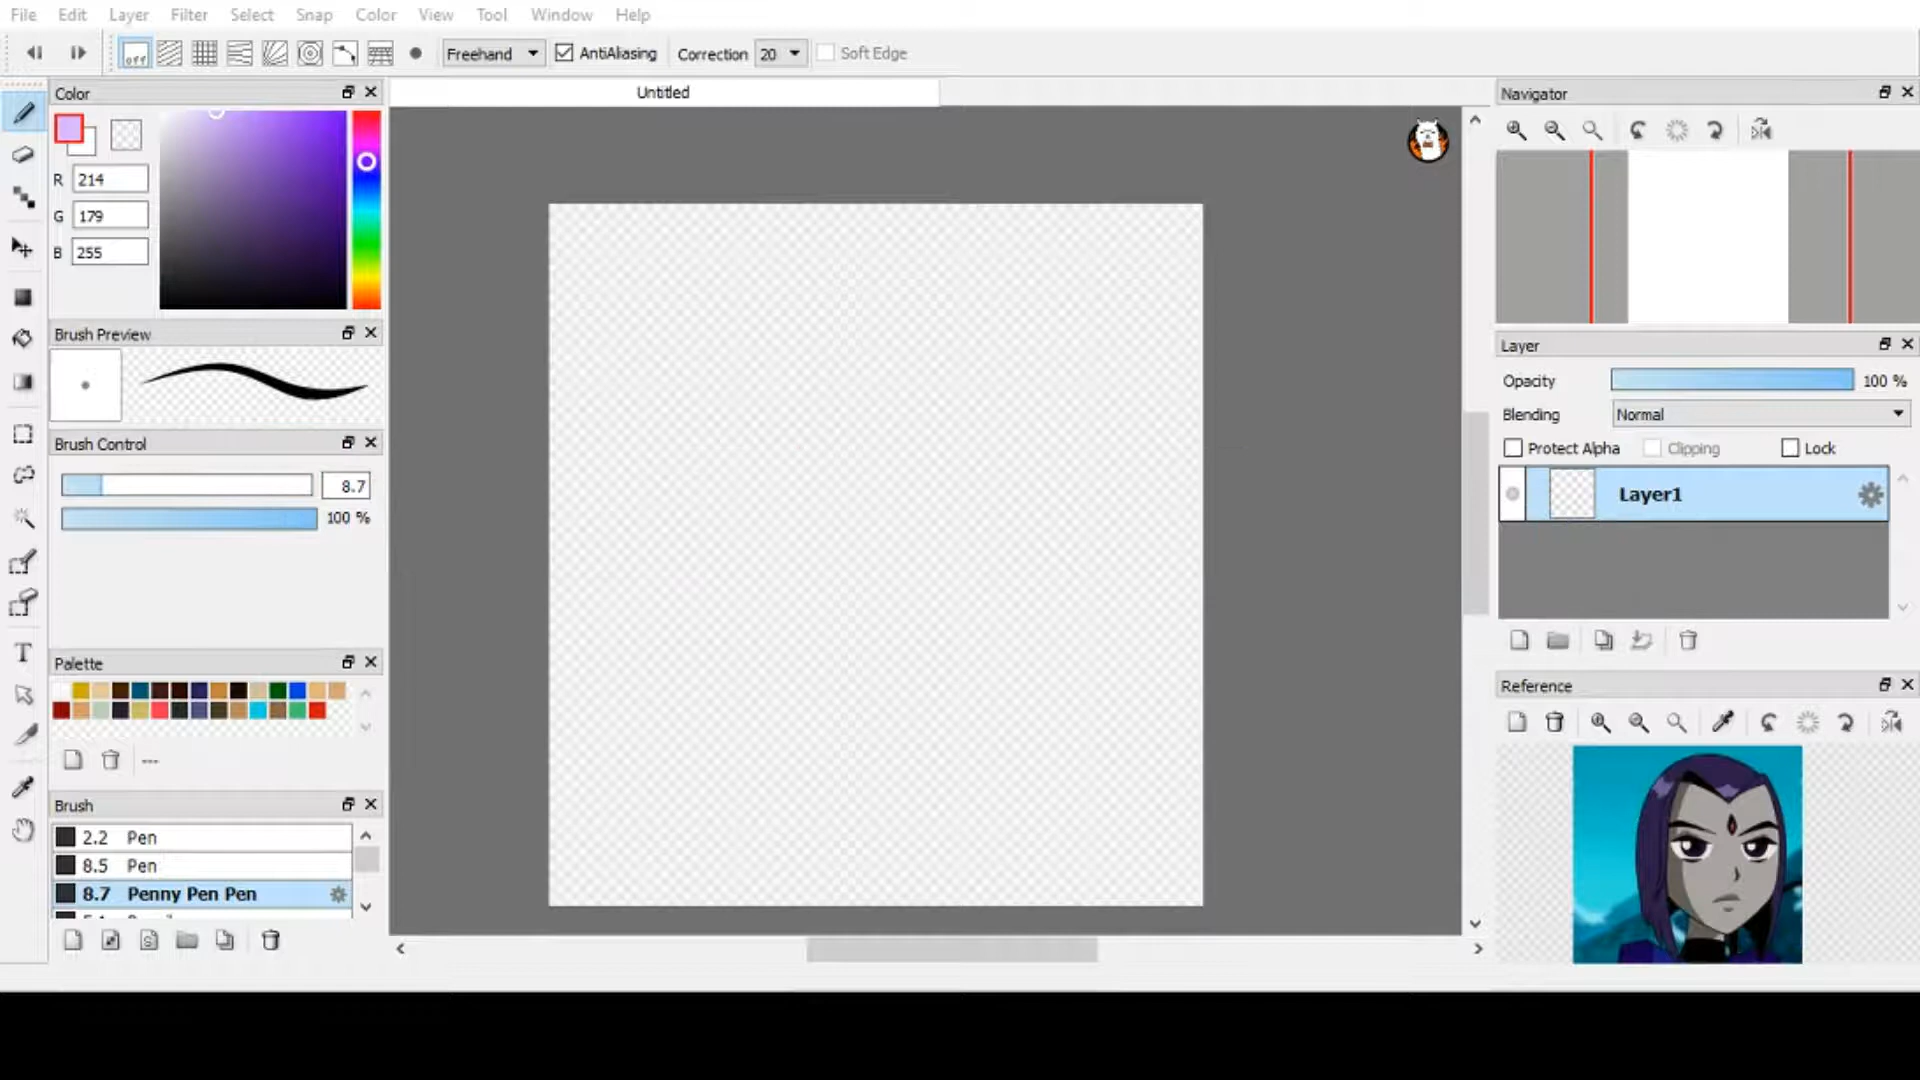 File Edit Layer Filter Select Snap Color View Tool Window Help
off Freehand AntiAliasing Correction 20 Soft Edge
Color
Untitled
Navigator
R 214
G 179
B 255
Brush Preview
Layer
Opacity 100 %
Blending Normal
Protect Alpha Clipping Lock
Layer1
Brush Control
8.7
100 %
Palette
---
Reference
Brush
2.2 Pen
8.5 Pen
8.7 Penny Pen Pen